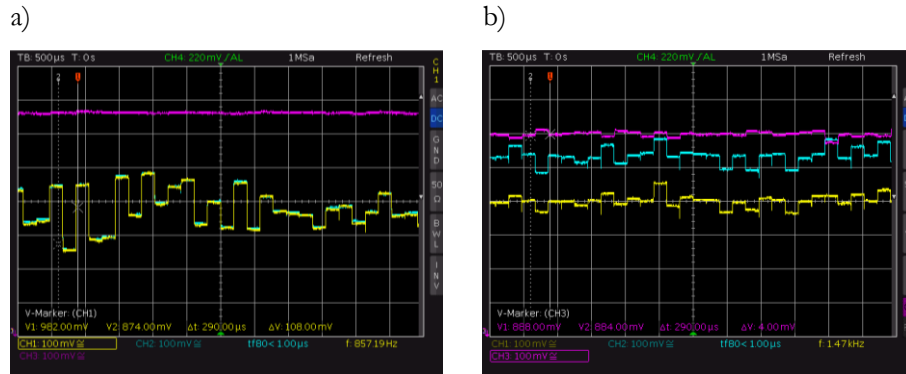 a)
b)
TB: 500µs T: 0s CH4: 220mV /AL 1MSa Refresh
TB: 500µs T: 0s CH4: 220mV /AL 1MSa Refresh
CH1
AC
DC
GND
50Ω
BWL
INV
V-Marker: (CH1)
V1: 982.00mV V2: 874.00mV Δt: 290.00µs ΔV: 108.00mV
CH1: 100mV≅ CH2: 100mV≅ tf80< 1.00µs f: 857.19Hz
CH3: 100mV≅
V-Marker: (CH3)
V1: 888.00mV V2: 884.00mV Δt: 290.00µs ΔV: 4.00mV
CH1: 100mV≅ CH2: 100mV≅ tf80< 1.00µs f: 1.47kHz
CH3: 100mV≅